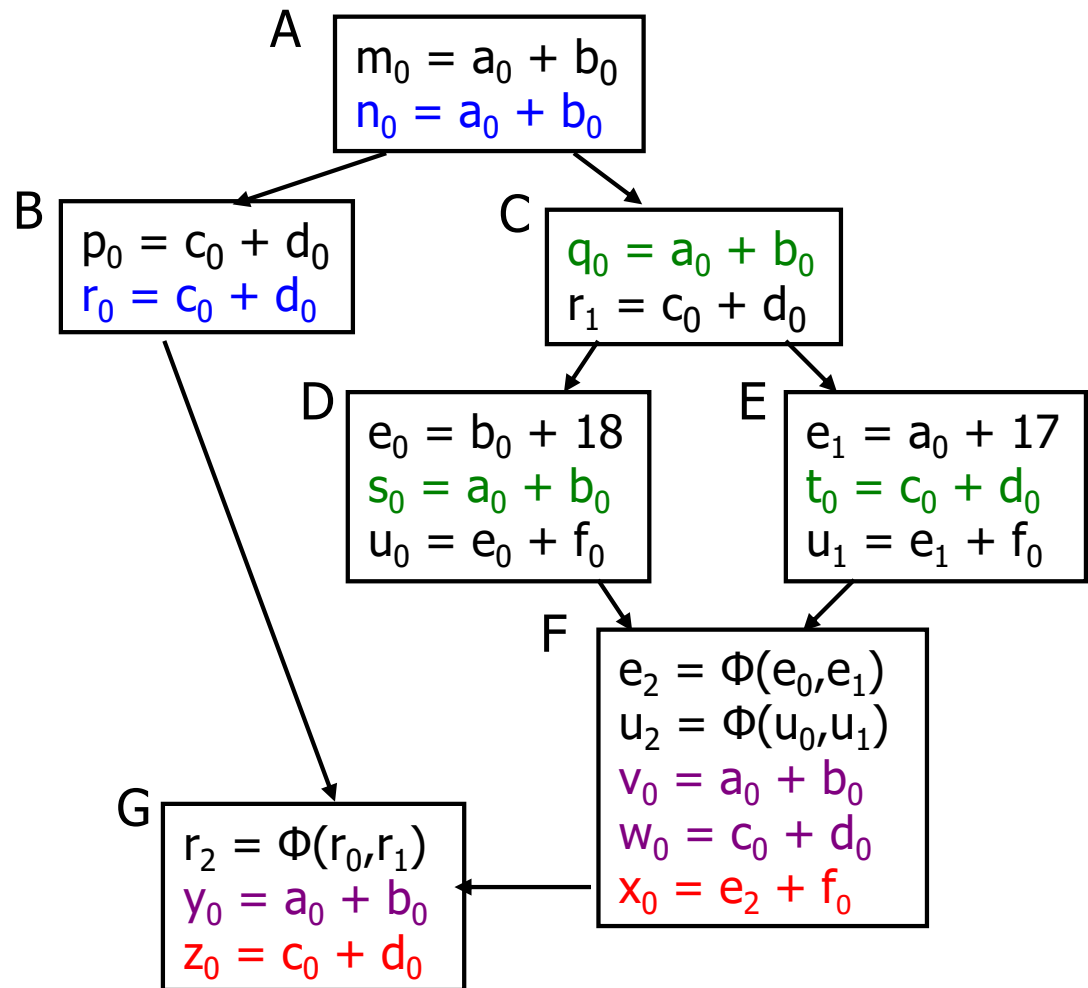 A
m₀ = a₀ + b₀
n₀ = a₀ + b₀
B
p₀ = c₀ + d₀
r₀ = c₀ + d₀
C
q₀ = a₀ + b₀
r₁ = c₀ + d₀
D
e₀ = b₀ + 18
s₀ = a₀ + b₀
u₀ = e₀ + f₀
E
e₁ = a₀ + 17
t₀ = c₀ + d₀
u₁ = e₁ + f₀
F
e₂ = Φ(e₀,e₁)
u₂ = Φ(u₀,u₁)
v₀ = a₀ + b₀
w₀ = c₀ + d₀
x₀ = e₂ + f₀
G
r₂ = Φ(r₀,r₁)
y₀ = a₀ + b₀
z₀ = c₀ + d₀